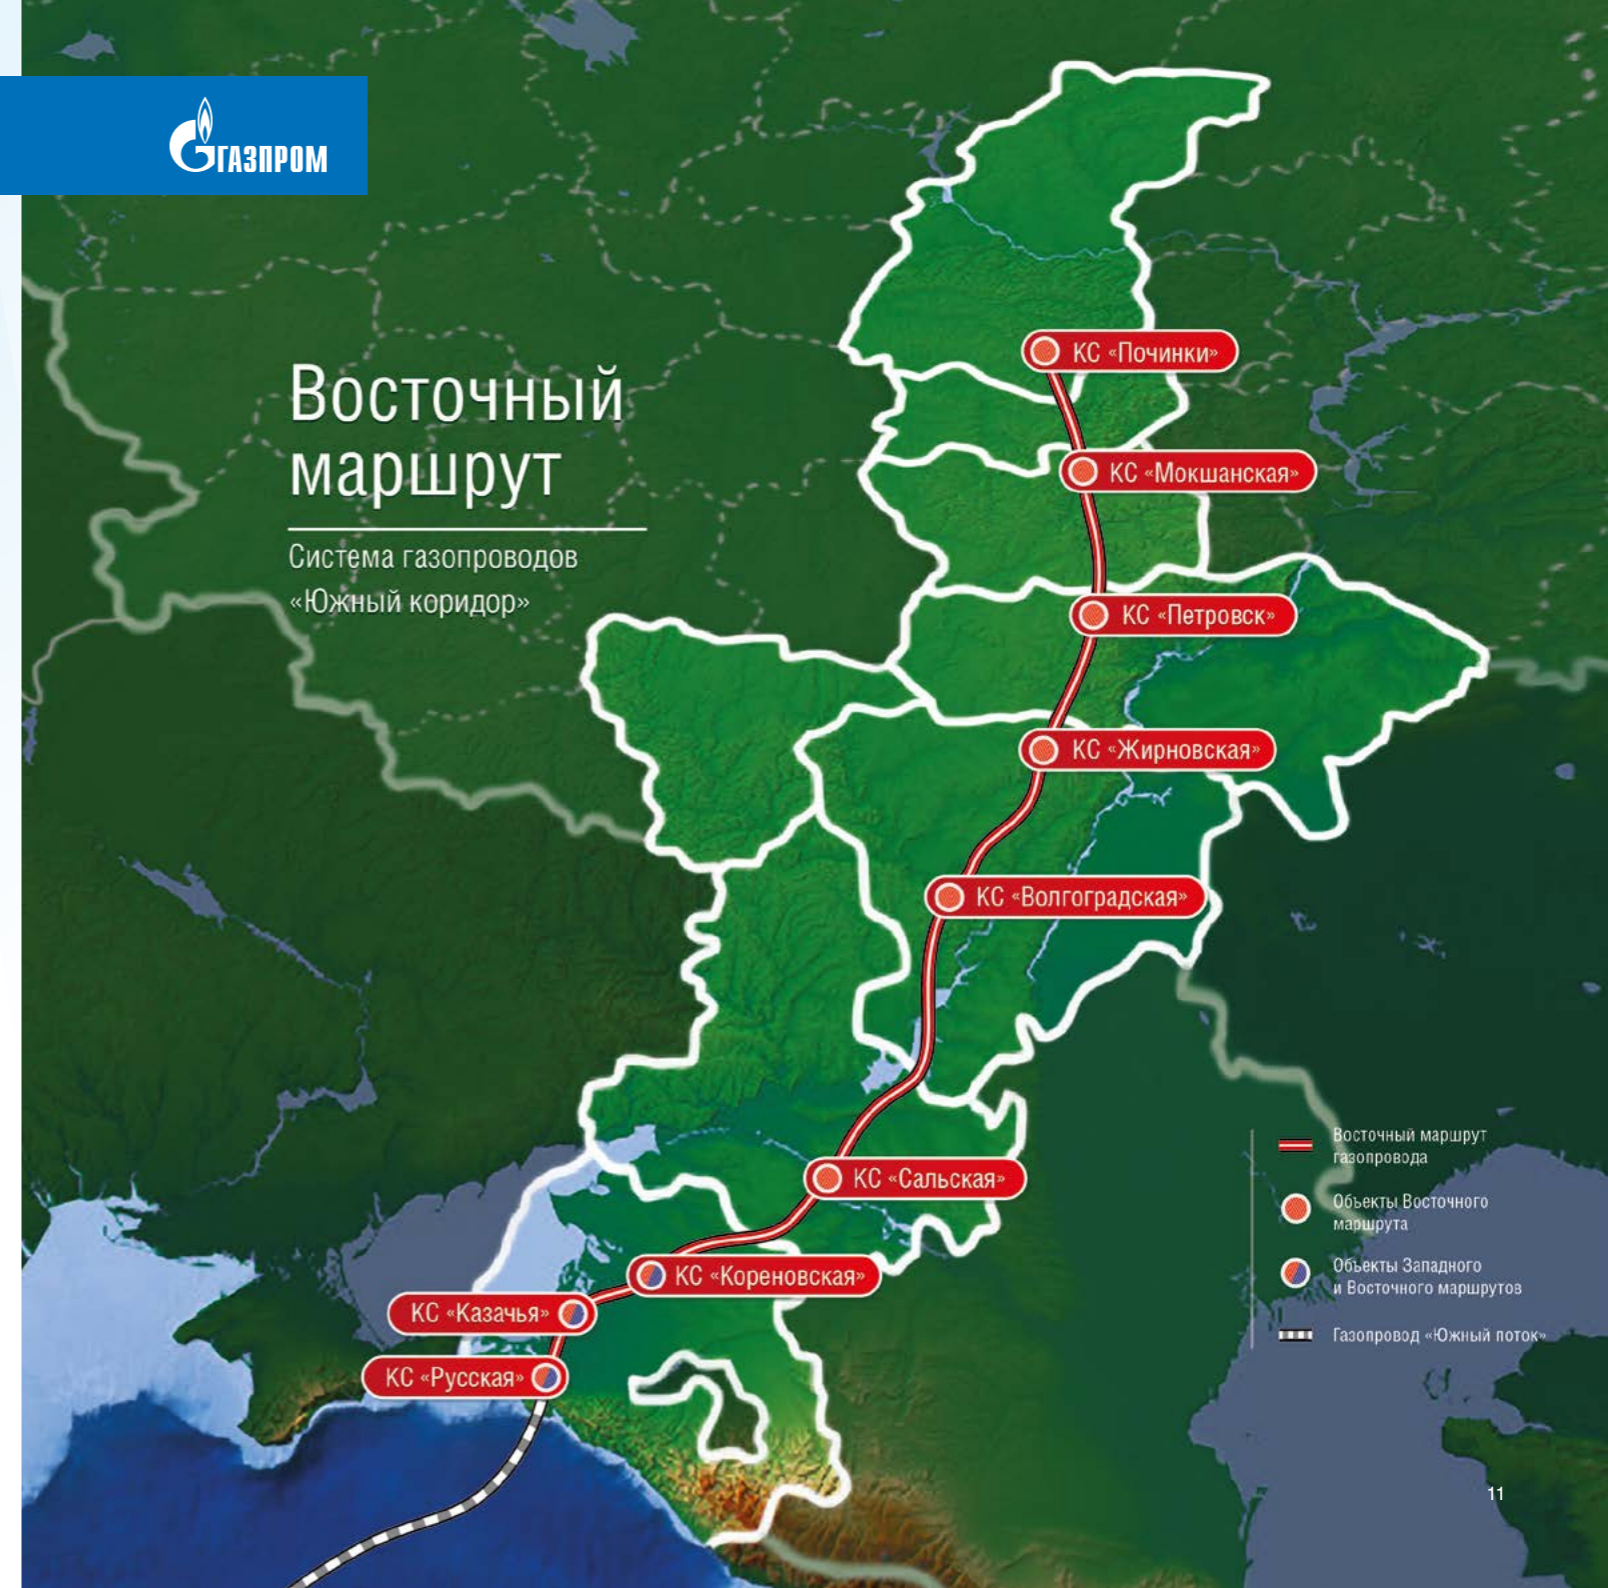 ГАЗПРОМ
Восточный
маршрут
Система газопроводов
«Южный коридор»
КС «Починки»
КС «Мокшанская»
КС «Петровск»
КС «Жирновская»
КС «Волгоградская»
КС «Сальская»
КС «Кореновская»
КС «Казачья»
КС «Русская»
Восточный маршрут
газопровода
Объекты Восточного
маршрута
Объекты Западного
и Восточного маршрутов
Газопровод «Южный поток»
11